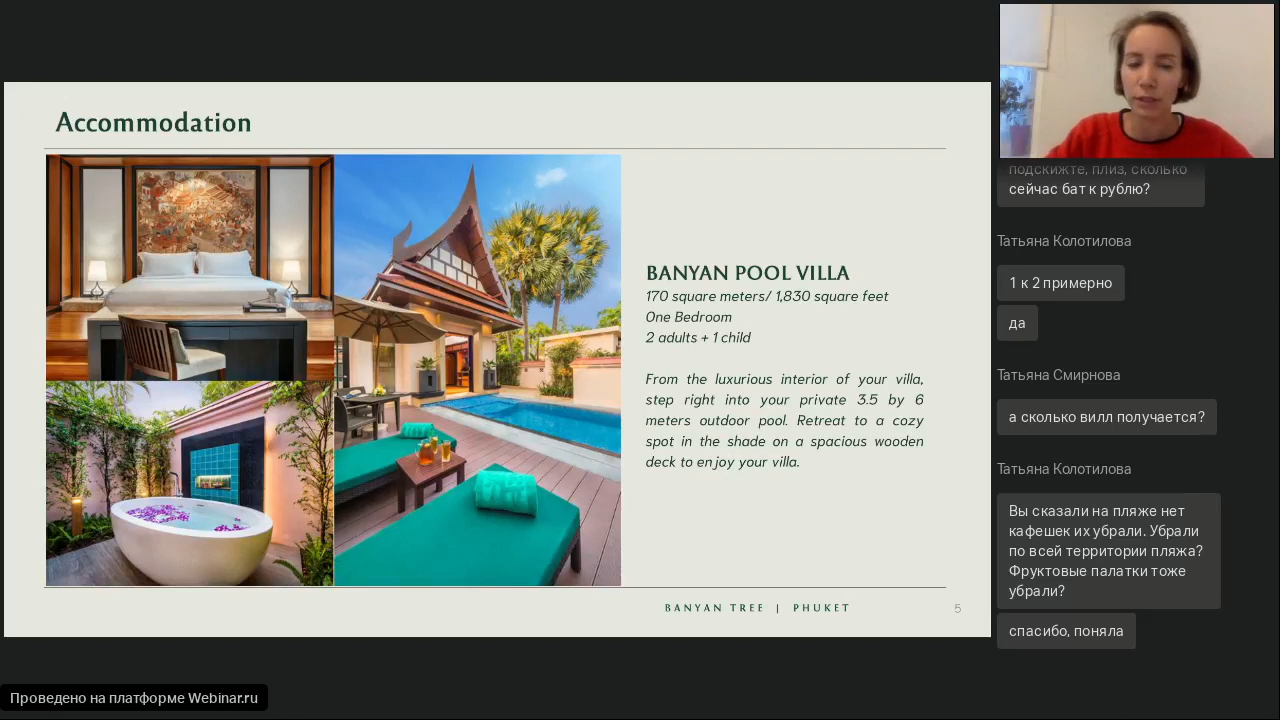 Accommodation
BANYAN POOL VILLA
170 square meters/ 1,830 square feet
One Bedroom
2 adults + 1 child
From the luxurious interior of your villa,
step right into your private 3.5 by 6
meters outdoor pool. Retreat to a cozy
spot in the shade on a spacious wooden
deck to enjoy your villa.
BANYAN TREE | PHUKET
5
подскижте, плиз, сколько
сейчас бат к рублю?
Татьяна Колотилова
1 к 2 примерно
да
Татьяна Смирнова
а сколько вилл получается?
Татьяна Колотилова
Вы сказали на пляже нет
кафешек их убрали. Убрали
по всей территории пляжа?
Фруктовые палатки тоже
убрали?
спасибо, поняла
Проведено на платформе Webinar.ru